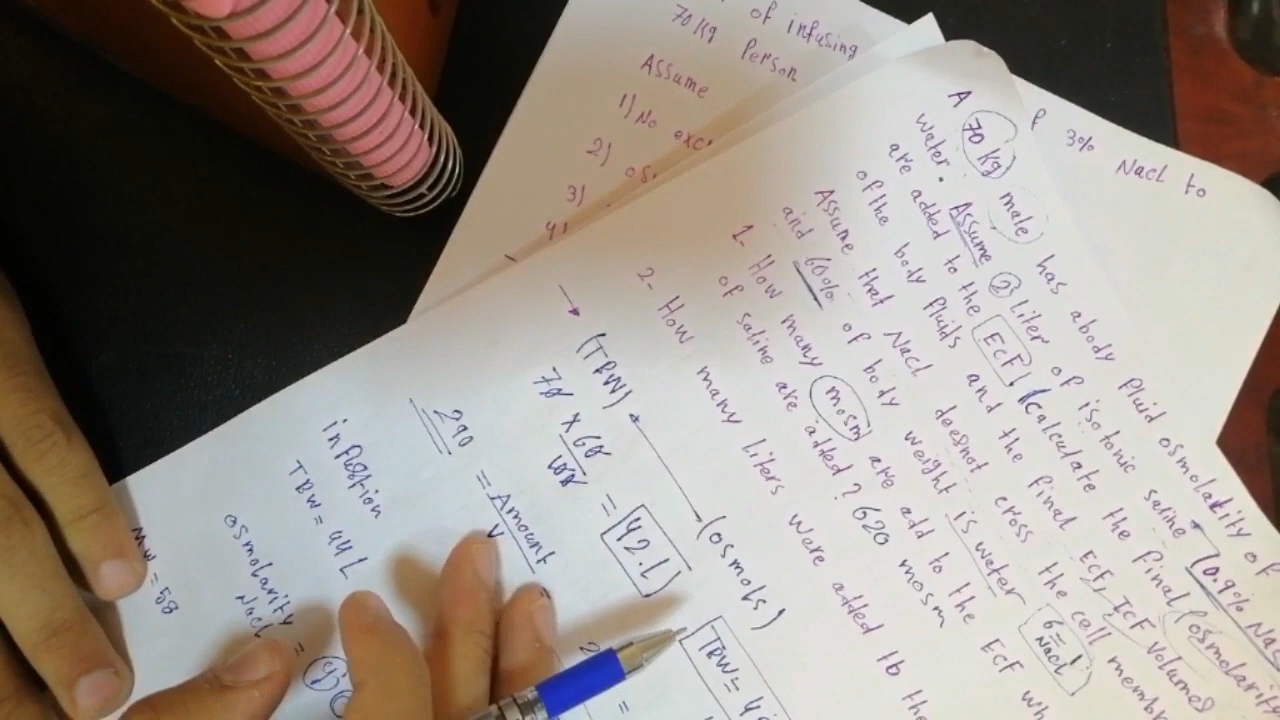 of infusing
70 Kg Person
Assume
1) No exc
2) os.
3)
4)
3% Nacl to
A 70 Kg male has abody fluid osmolarity of
water. Assume 2 liter of isotonic saline (0.9% Nacl
are added to the ECF. Calculate the final osmolarity
of the body fluids and the final ECF, ICF volumes
Assume that Nacl doesnot cross the cell memb
and 60% of body weight is water
σ= 1 Nacl
1- How many mosm are add to the ECF wh
of saline are added? 620 mosm
2- How many liters were added to the
(TBW)
(osmols)
70 × 60
100
= 42.L
TBW=
290 = Amount
V
infustion
TBW = 44 L
osmolarity
Nacl =
MW = 58